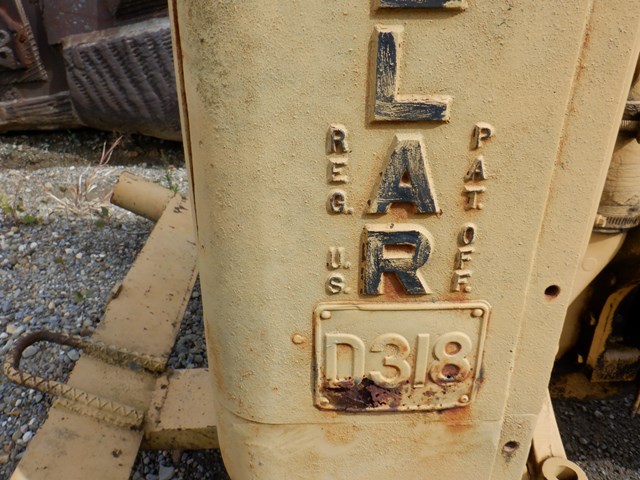 L
A
R
REG. U.S.
PAT OFF.
D318